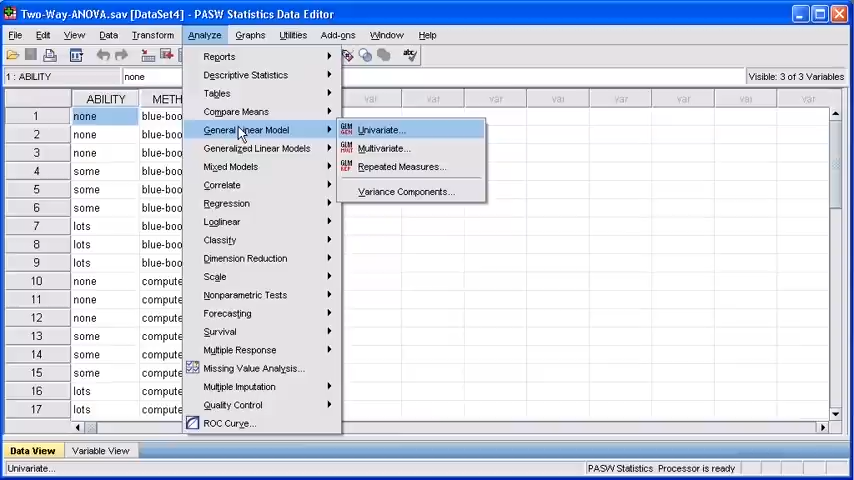 Two-Way-ANOVA.sav [DataSet4] - PASW Statistics Data Editor
File Edit View Data Transform Analyze Graphs Utilities Add-ons Window Help
1 : ABILITY none Visible: 3 of 3 Variables
ABILITY METH var var var var var var var
1 none blue-boo
2 none blue-boo
3 none blue-boo
4 some blue-boo
5 some blue-boo
6 some blue-boo
7 lots blue-boo
8 lots blue-boo
9 lots blue-boo
10 none compute
11 none compute
12 none compute
13 some compute
14 some compute
15 some compute
16 lots compute
17 lots compute
Reports
Descriptive Statistics
Tables
Compare Means
General Linear Model
Generalized Linear Models
Mixed Models
Correlate
Regression
Loglinear
Classify
Dimension Reduction
Scale
Nonparametric Tests
Forecasting
Survival
Multiple Response
Missing Value Analysis...
Multiple Imputation
Quality Control
ROC Curve...
GLM GEN Univariate...
GLM MULT Multivariate...
GLM REP Repeated Measures...
Variance Components...
Data View Variable View
Univariate... PASW Statistics Processor is ready